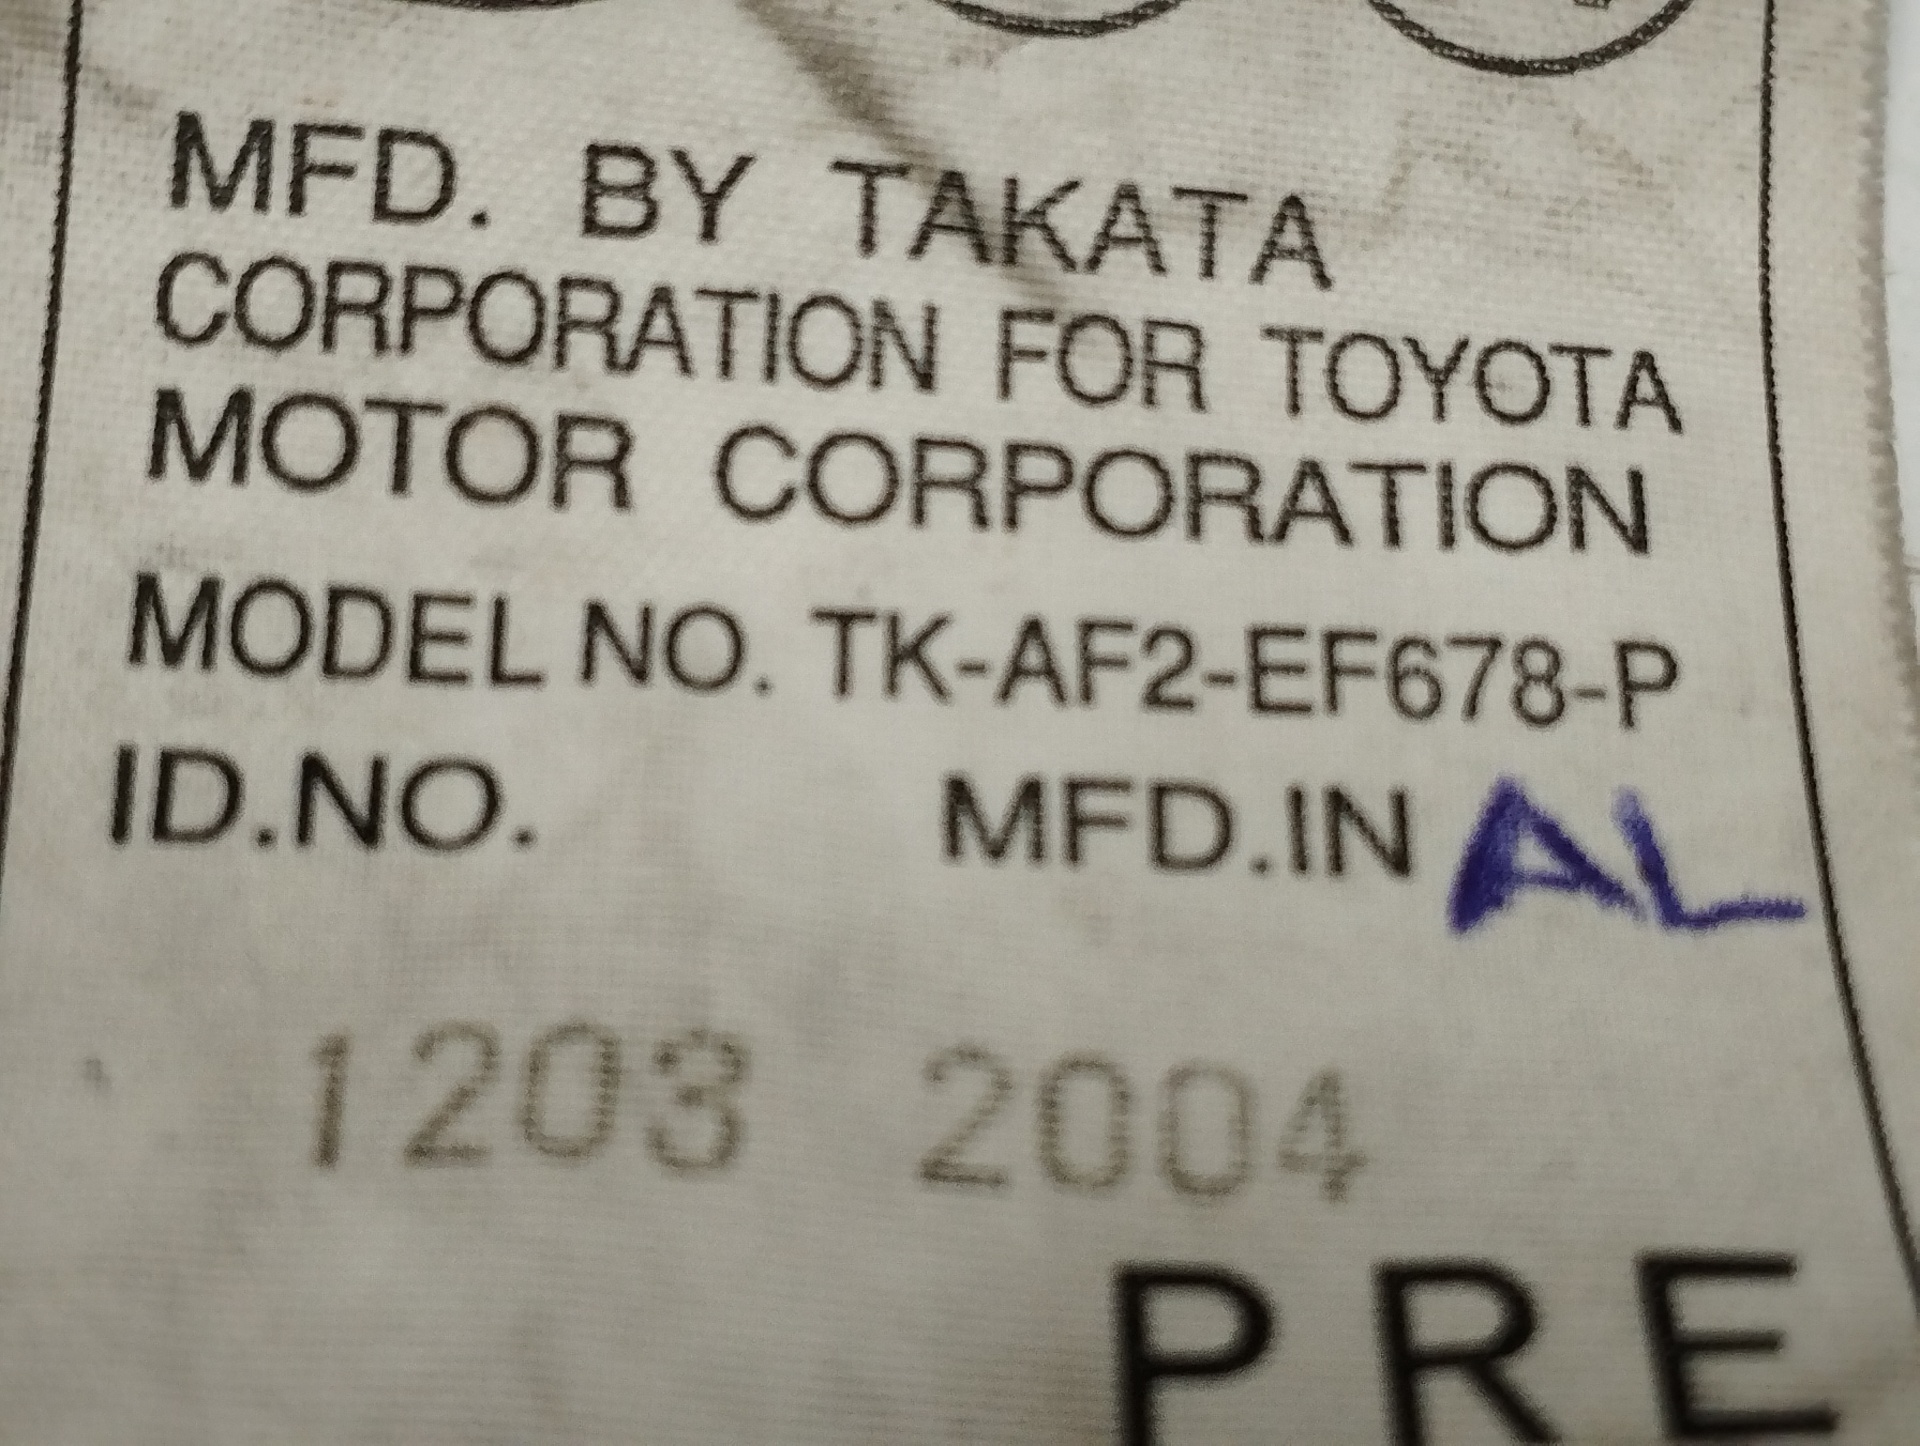 MFD. BY TAKATA
CORPORATION FOR TOYOTA
MOTOR CORPORATION
MODEL NO. TK-AF2-EF678-P
ID.NO. MFD.IN AL
1203 2004
PRE